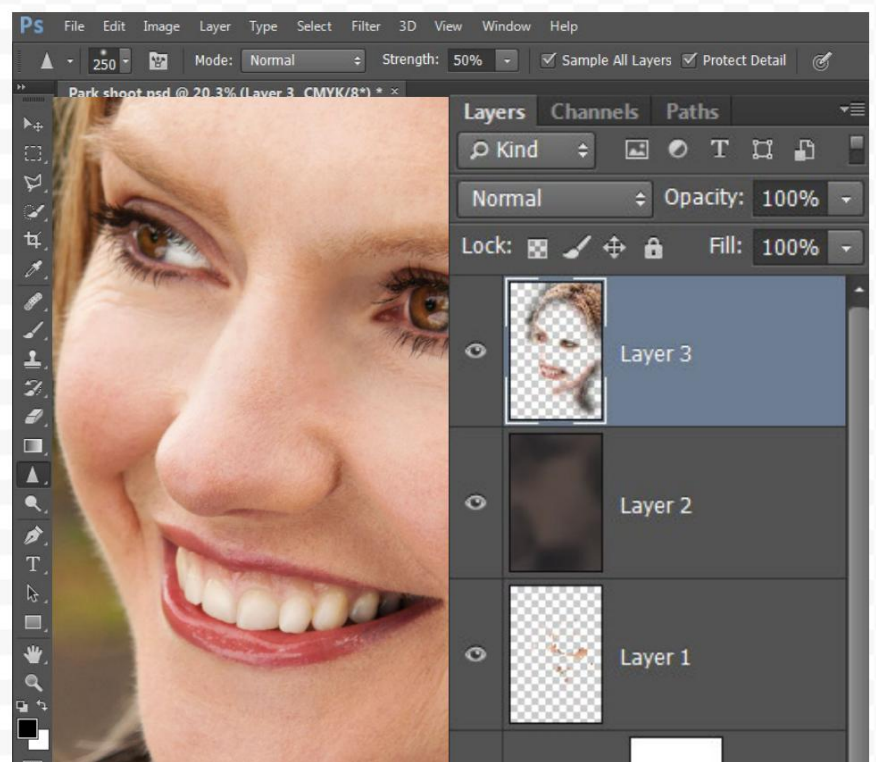 Ps File Edit Image Layer Type Select Filter 3D View Window Help
250 Mode: Normal Strength: 50% Sample All Layers Protect Detail
Park shoot.psd @ 20.3% (Layer 3, CMYK/8*) * ×
Layers Channels Paths
Kind T
Normal Opacity: 100%
Lock: Fill: 100%
Layer 3
Layer 2
Layer 1
T